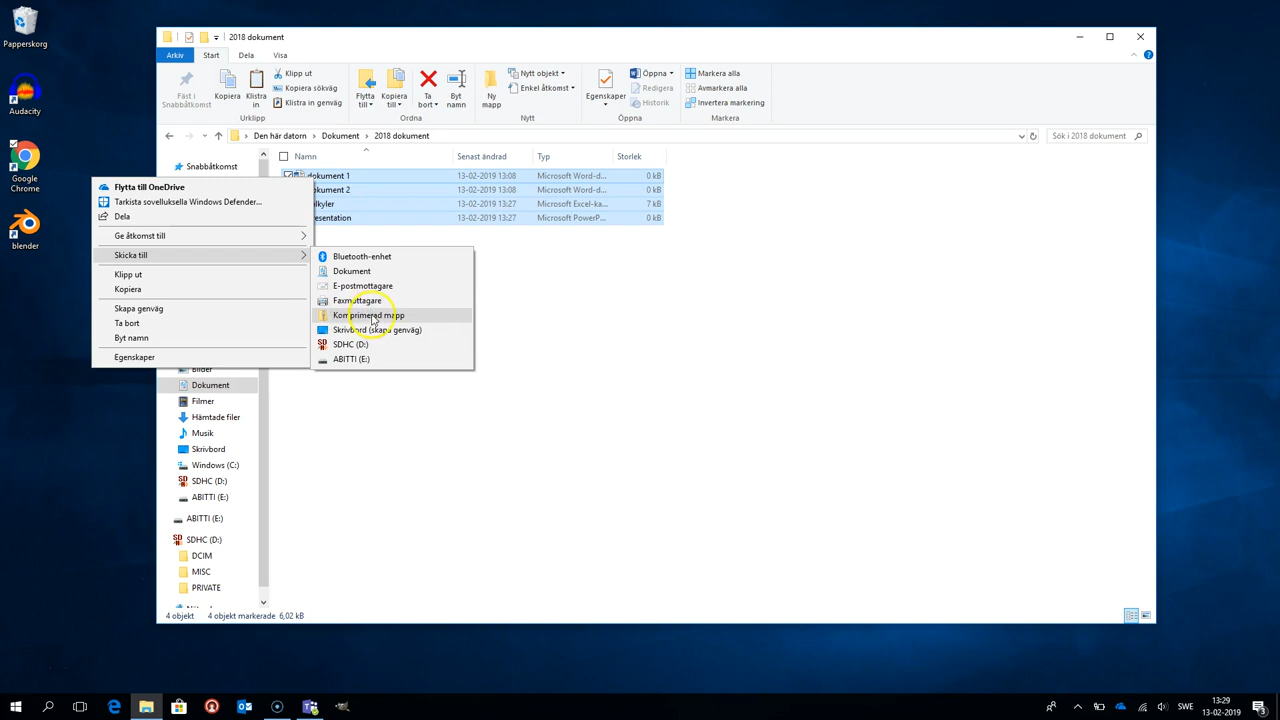 Papperskorg
Audacity
Google
Chrome
blender
2018 dokument
Arkiv
Start
Dela
Visa
Fäst i
Snabbåtkomst
Kopiera
Klistra
in
Klipp ut
Kopiera sökväg
Klistra in genväg
Urklipp
Flytta
till
Kopiera
till
Ta
bort
Byt
namn
Ordna
Ny
mapp
Nytt objekt
Enkel åtkomst
Nytt
Egenskaper
Öppna
Redigera
Historik
Öppna
Markera alla
Avmarkera alla
Invertera markering
Markera
Den här datorn > Dokument > 2018 dokument
Sök i 2018 dokument
Snabbåtkomst
Namn
Senast ändrad
Typ
Storlek
dokument 1 13-02-2019 13:08 Microsoft Word-d... 0 kB
ument 2 13-02-2019 13:08 Microsoft Word-d... 0 kB
lkyler 13-02-2019 13:27 Microsoft Excel-ka... 7 kB
esentation 13-02-2019 13:27 Microsoft PowerP... 0 kB
Flytta till OneDrive
Tarkista sovelluksella Windows Defender...
Dela
Ge åtkomst till
Skicka till
Klipp ut
Kopiera
Skapa genväg
Ta bort
Byt namn
Egenskaper
Bluetooth-enhet
Dokument
E-postmottagare
Faxmottagare
Komprimerad mapp
Skrivbord (skapa genväg)
SDHC (D:)
ABITTI (E:)
Bilder
Dokument
Filmer
Hämtade filer
Musik
Skrivbord
Windows (C:)
SDHC (D:)
ABITTI (E:)
ABITTI (E:)
SDHC (D:)
DCIM
MISC
PRIVATE
4 objekt
4 objekt markerade 6,02 kB
SWE
13:29
13-02-2019
3